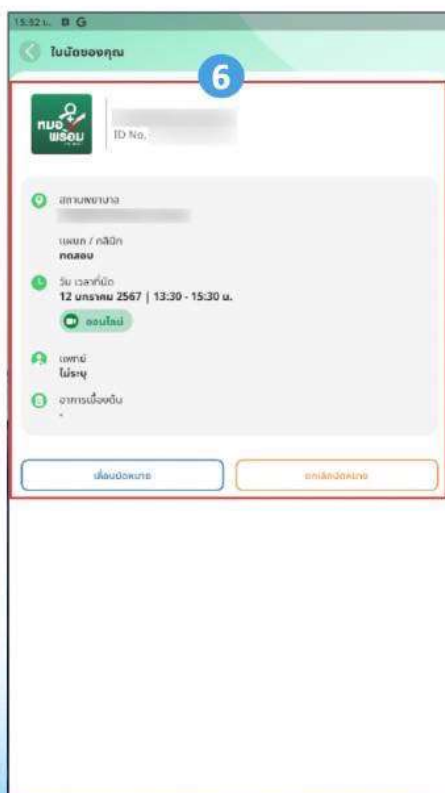 15:52 น. B G
ใบนัดของคุณ
6
หมอ
พร้อม
ID No.
สถานพยาบาล
แผนก / คลินิก
ทดสอบ
วัน เวลาที่นัด
12 มกราคม 2567 | 13:30 - 15:30 น.
ออนไลน์
แพทย์
ไม่ระบุ
อาการเบื้องต้น
-
เลื่อนนัดหมาย
ยกเลิกนัดหมาย